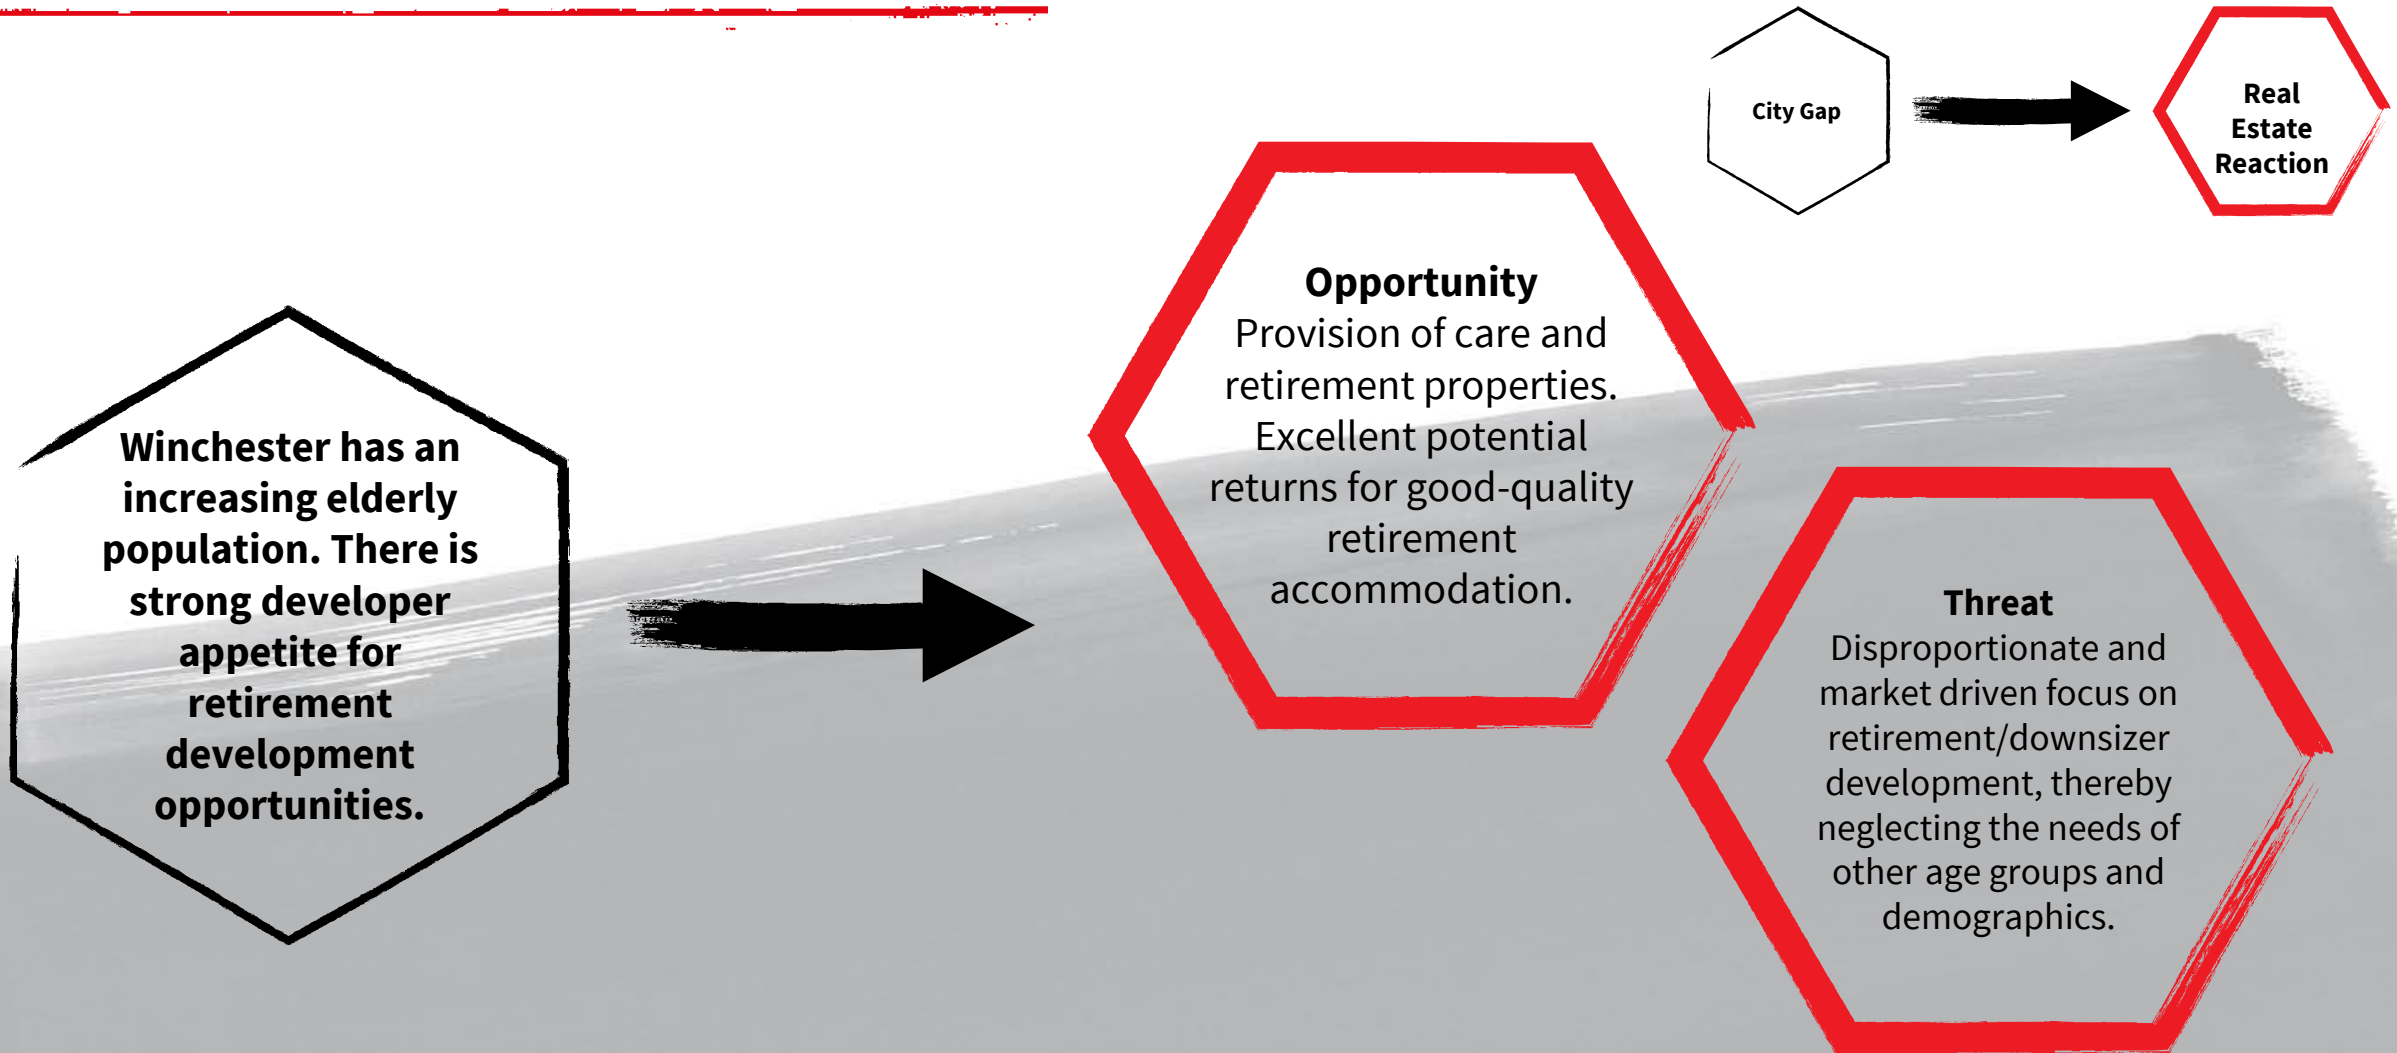 City Gap
Real
Estate
Reaction
Winchester has an
increasing elderly
population. There is
strong developer
appetite for
retirement
development
opportunities.
Opportunity
Provision of care and
retirement properties.
Excellent potential
returns for good-quality
retirement
accommodation.
Threat
Disproportionate and
market driven focus on
retirement/downsizer
development, thereby
neglecting the needs of
other age groups and
demographics.